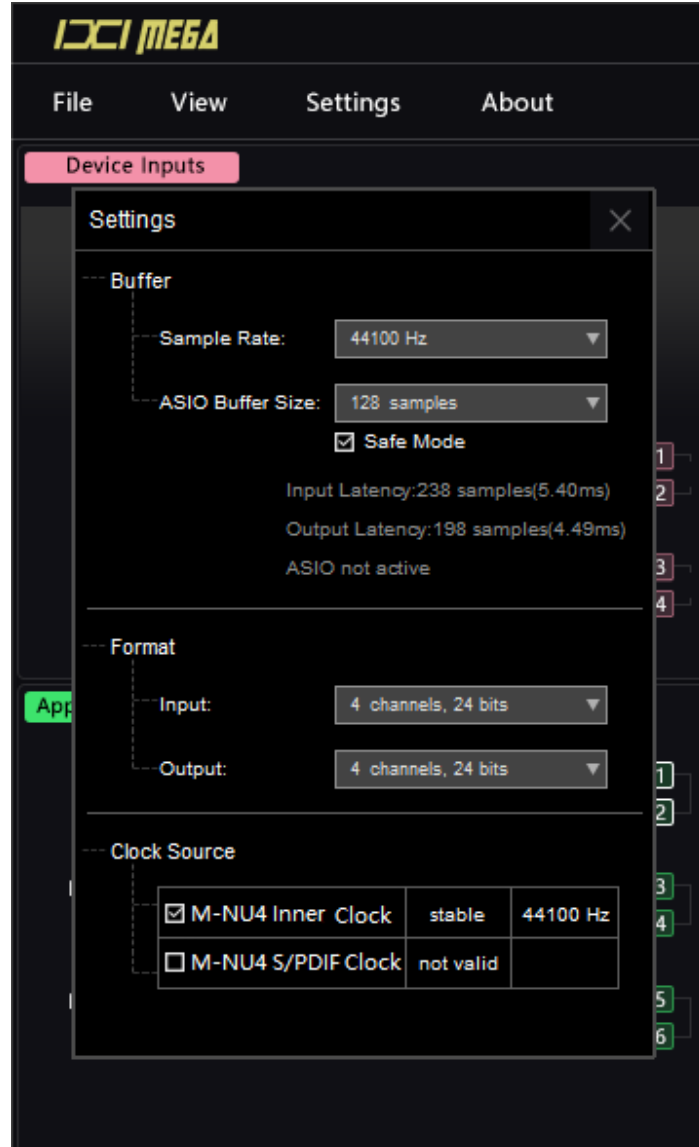 IXI MEGA
File View Settings About
Device Inputs
Settings
Buffer
Sample Rate: 44100 Hz
ASIO Buffer Size: 128 samples
Safe Mode
1
Input Latency:238 samples(5.40ms)
2
Output Latency:198 samples(4.49ms)
ASIO not active
3
4
Format
Input: 4 channels, 24 bits
App
Output: 4 channels, 24 bits
1
2
Clock Source
3
M-NU4 Inner Clock stable 44100 Hz
4
M-NU4 S/PDIF Clock not valid
5
6